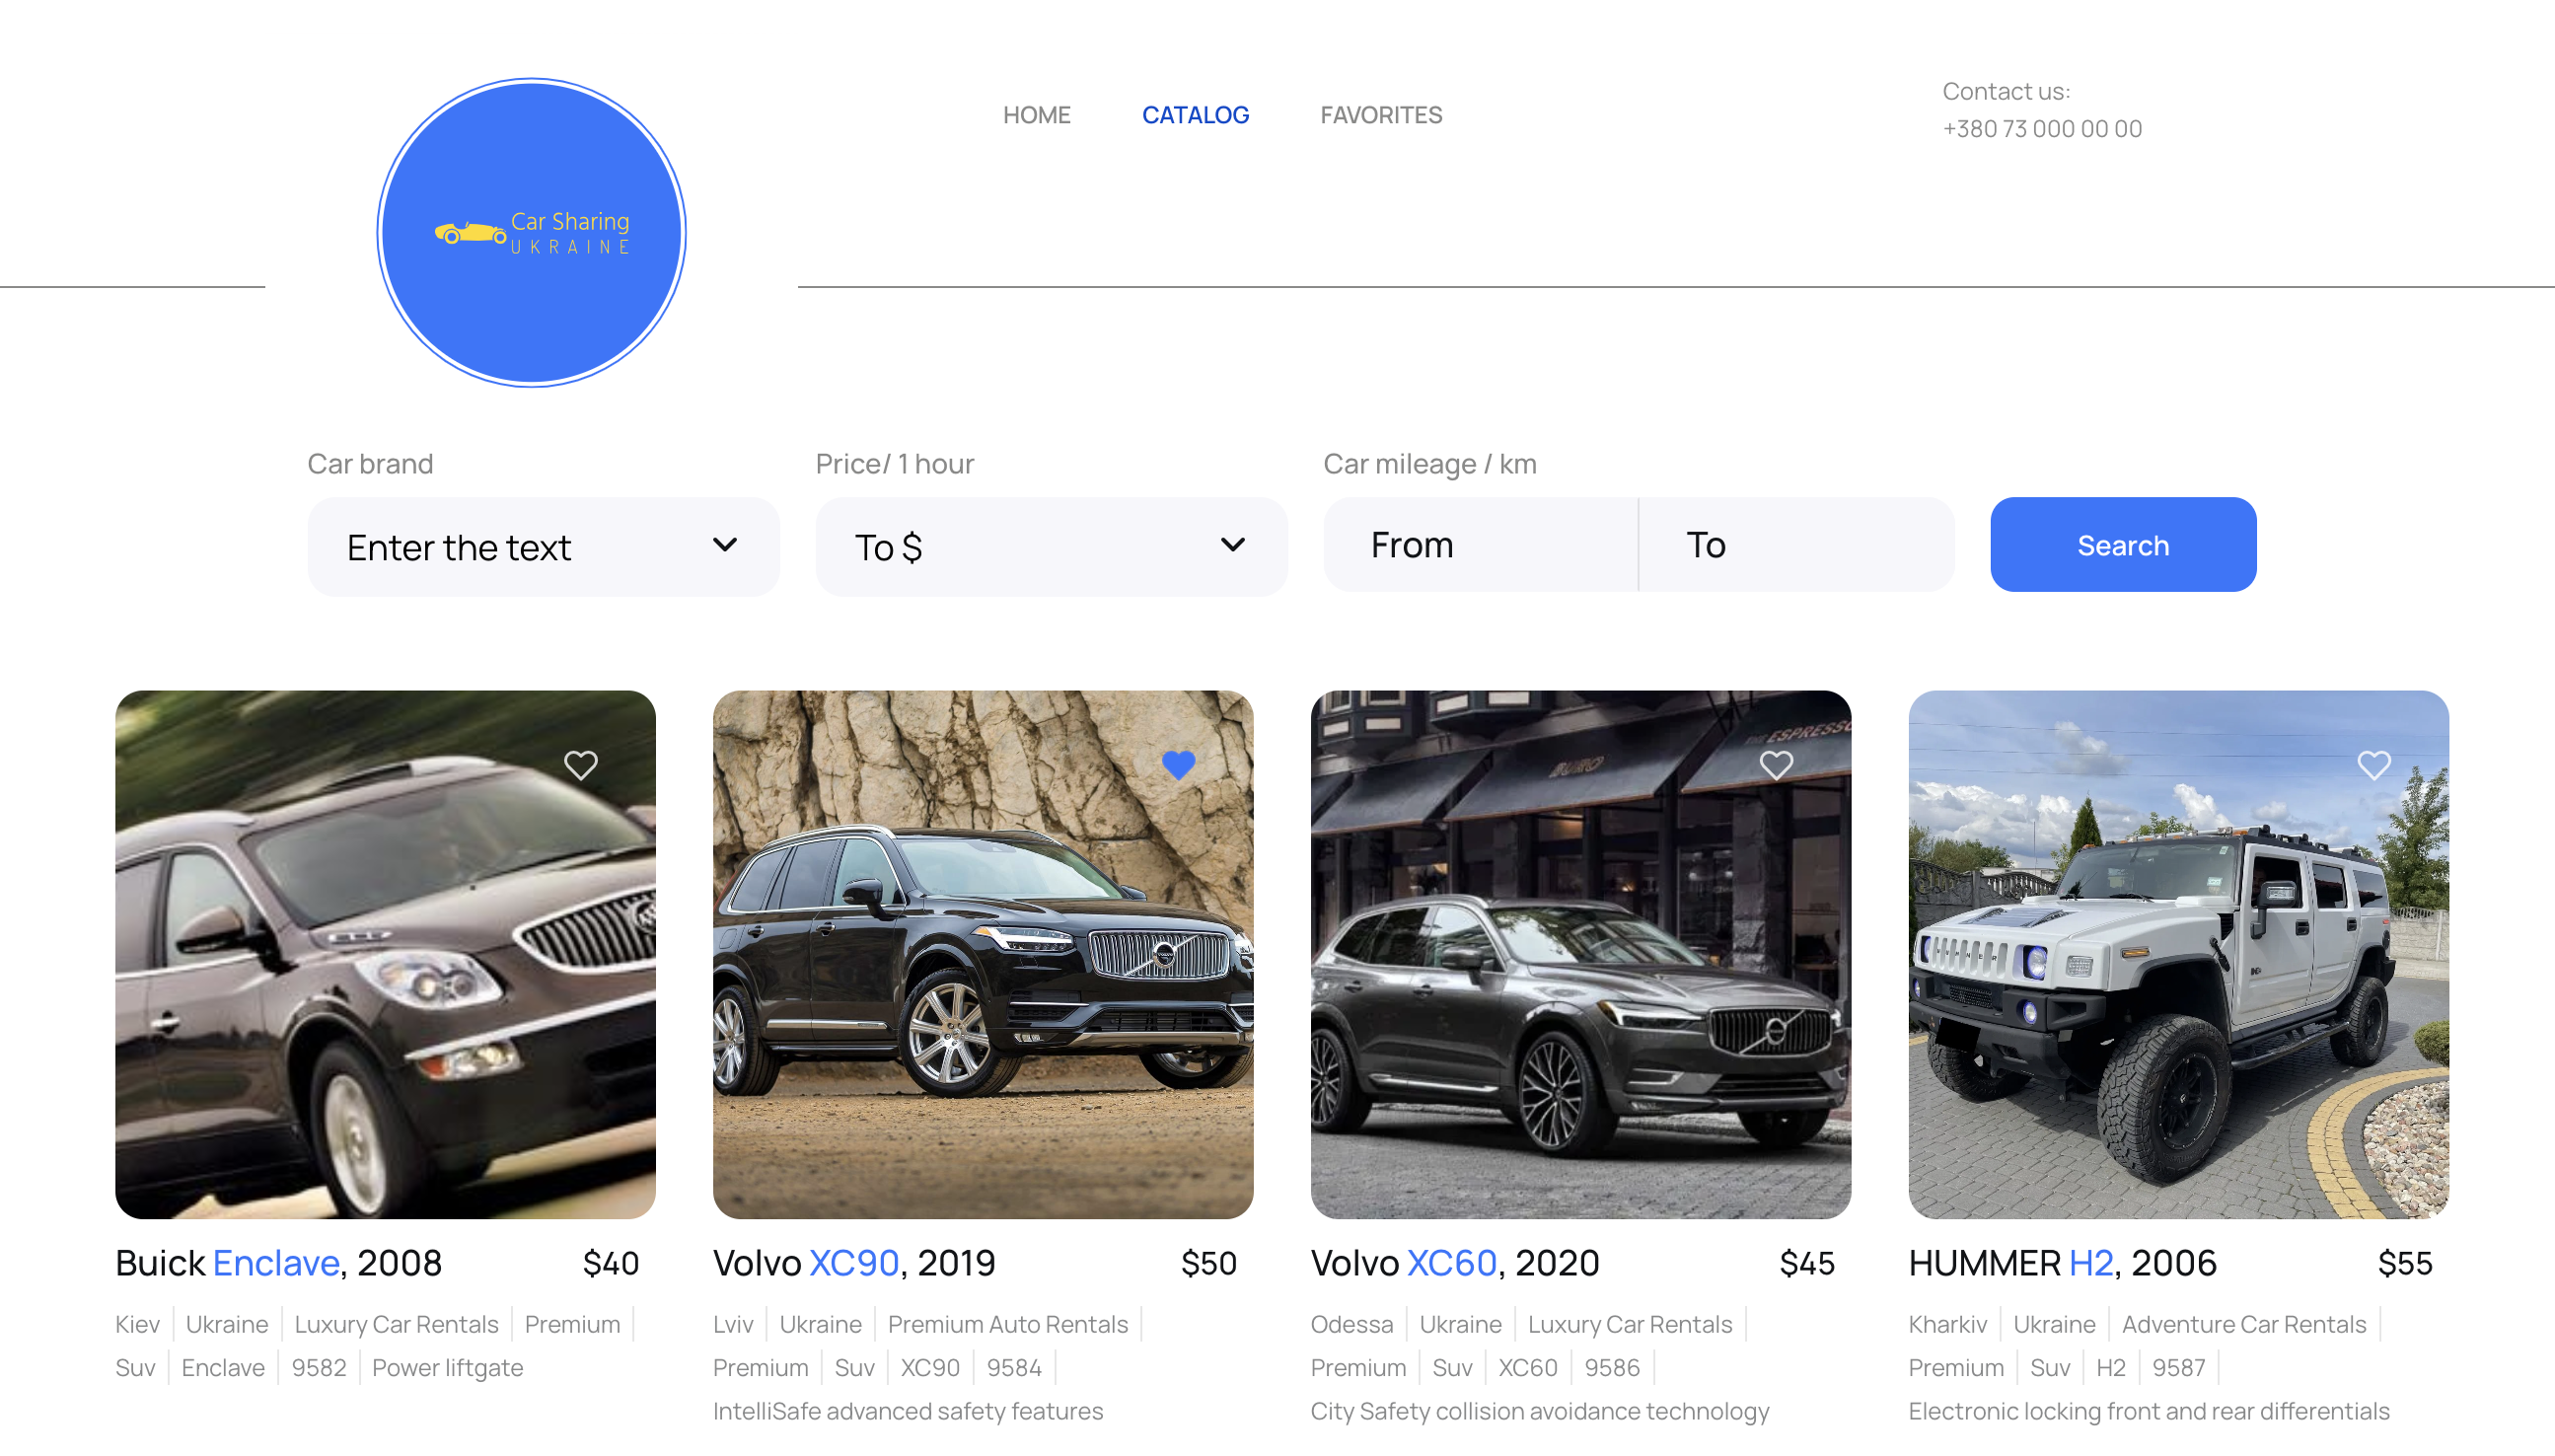 HOME CATALOG FAVORITES
Contact us:
+380 73 000 00 00
Car Sharing
UKRAINE
Car brand
Enter the text
Price/ 1 hour
To $
Car mileage / km
From To
Search
ESPRESSO
Buick Enclave, 2008 $40
Kiev Ukraine Luxury Car Rentals Premium
Suv Enclave 9582 Power liftgate
Volvo XC90, 2019 $50
Lviv Ukraine Premium Auto Rentals
Premium Suv XC90 9584
IntelliSafe advanced safety features
Volvo XC60, 2020 $45
Odessa Ukraine Luxury Car Rentals
Premium Suv XC60 9586
City Safety collision avoidance technology
HUMMER
HUMMER H2, 2006 $55
Kharkiv Ukraine Adventure Car Rentals
Premium Suv H2 9587
Electronic locking front and rear differentials